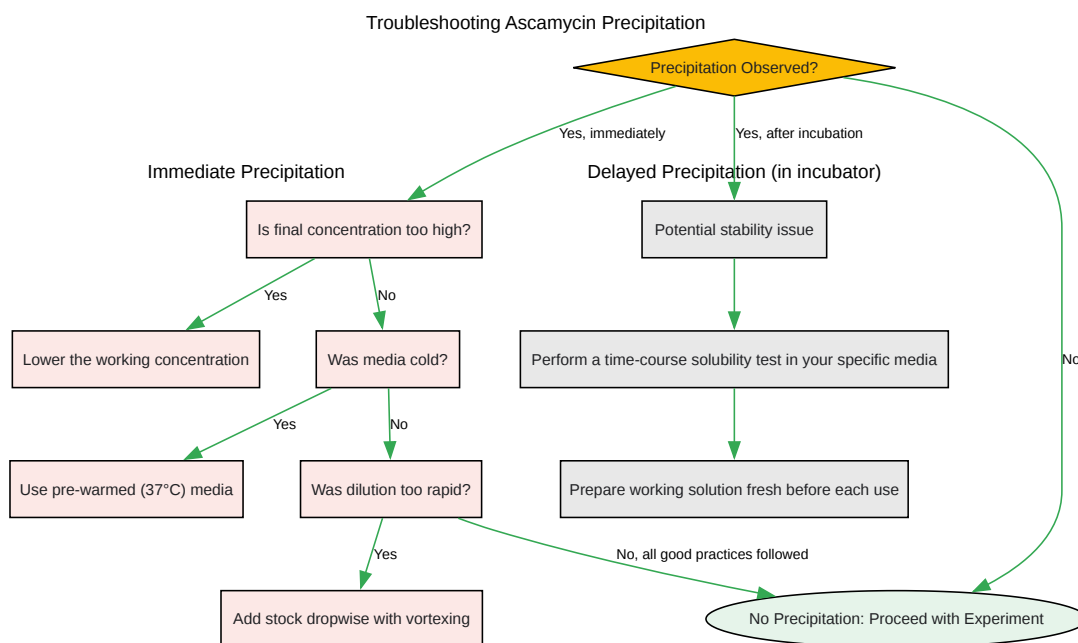 Troubleshooting Ascamycin Precipitation
Precipitation Observed?
Yes, immediately
Yes, after incubation
Immediate Precipitation
Delayed Precipitation (in incubator)
Is final concentration too high?
Potential stability issue
Yes
No
Lower the working concentration
Was media cold?
Perform a time-course solubility test in your specific media
No
Yes
No
Use pre-warmed (37°C) media
Was dilution too rapid?
Prepare working solution fresh before each use
Yes
No, all good practices followed
Add stock dropwise with vortexing
No Precipitation: Proceed with Experiment